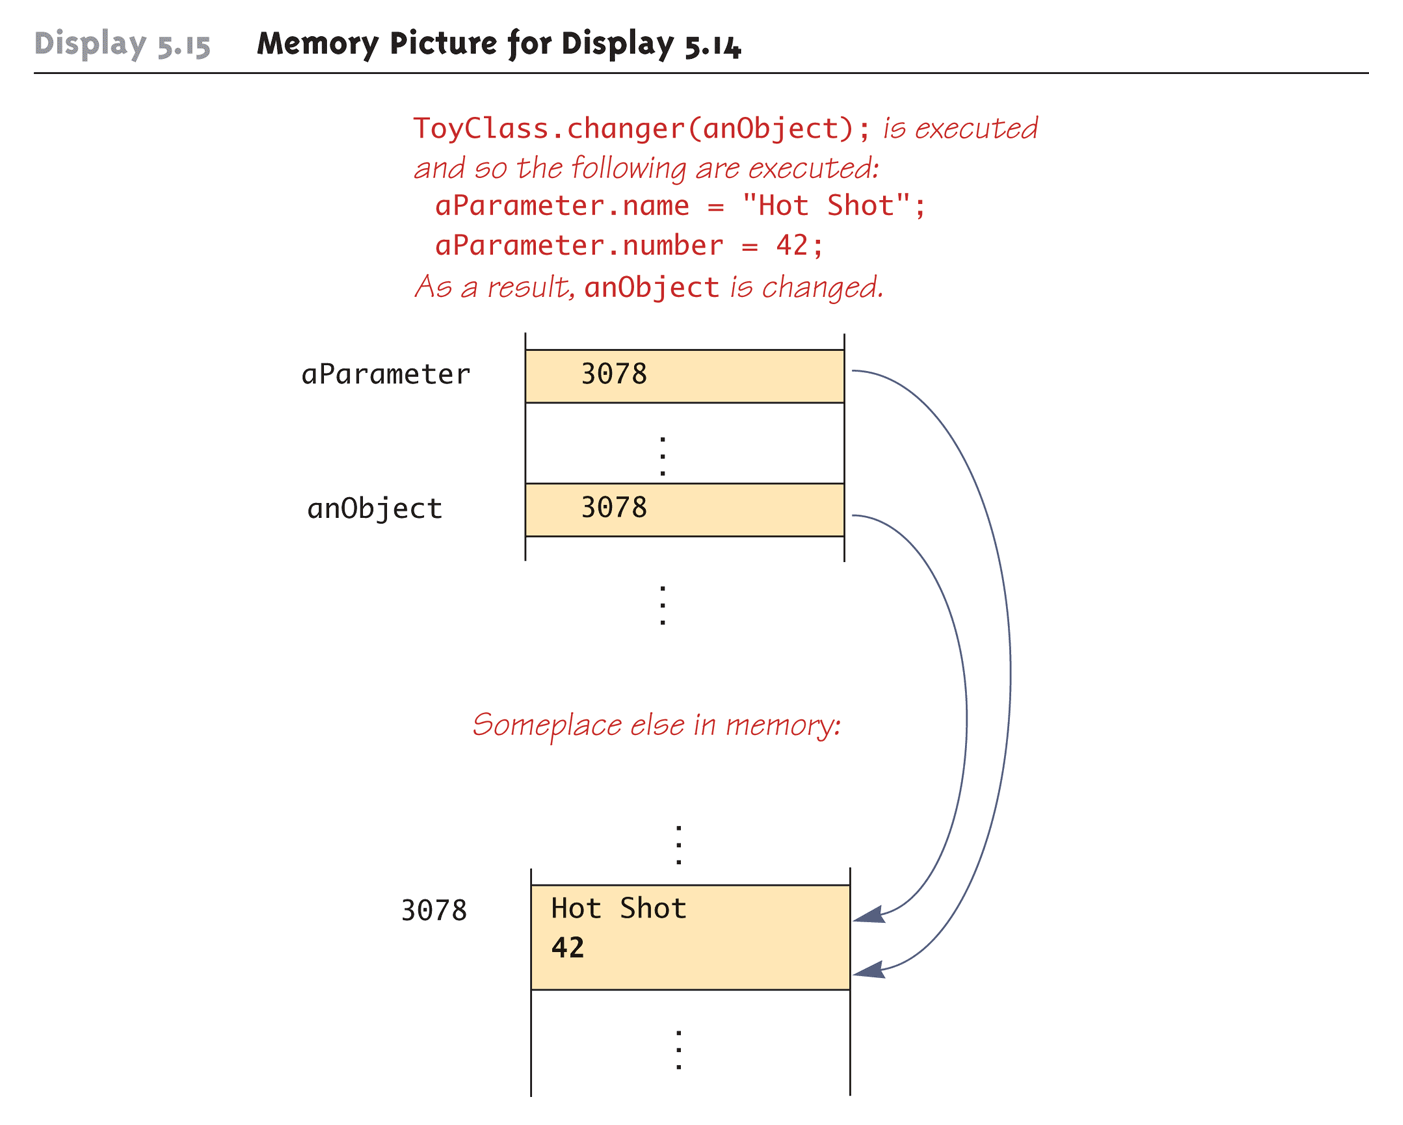 Display 5.15 Memory Picture for Display 5.14
ToyClass.changer(anObject); is executed
and so the following are executed:
aParameter.name = "Hot Shot";
aParameter.number = 42;
As a result, anObject is changed.
aParameter 3078
anObject 3078
Someplace else in memory:
3078 Hot Shot
42